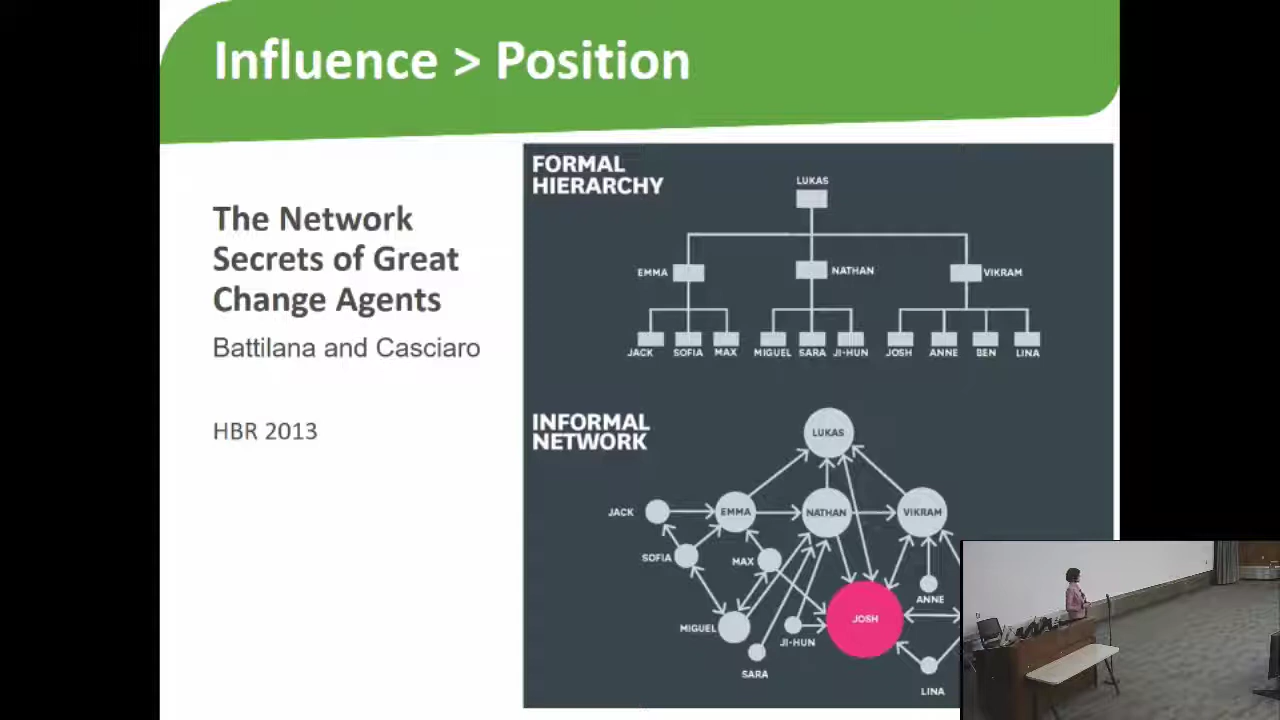 Influence > Position
The Network
Secrets of Great
Change Agents
Battilana and Casciaro
HBR 2013
FORMAL
HIERARCHY
LUKAS
EMMA
NATHAN
VIKRAM
JACK
SOFIA
MAX
MIGUEL
SARA
JI-HUN
JOSH
ANNE
BEN
LINA
INFORMAL
NETWORK
LUKAS
JACK
EMMA
NATHAN
VIKRAM
SOFIA
MAX
ANNE
MIGUEL
JI-HUN
JOSH
SARA
LINA